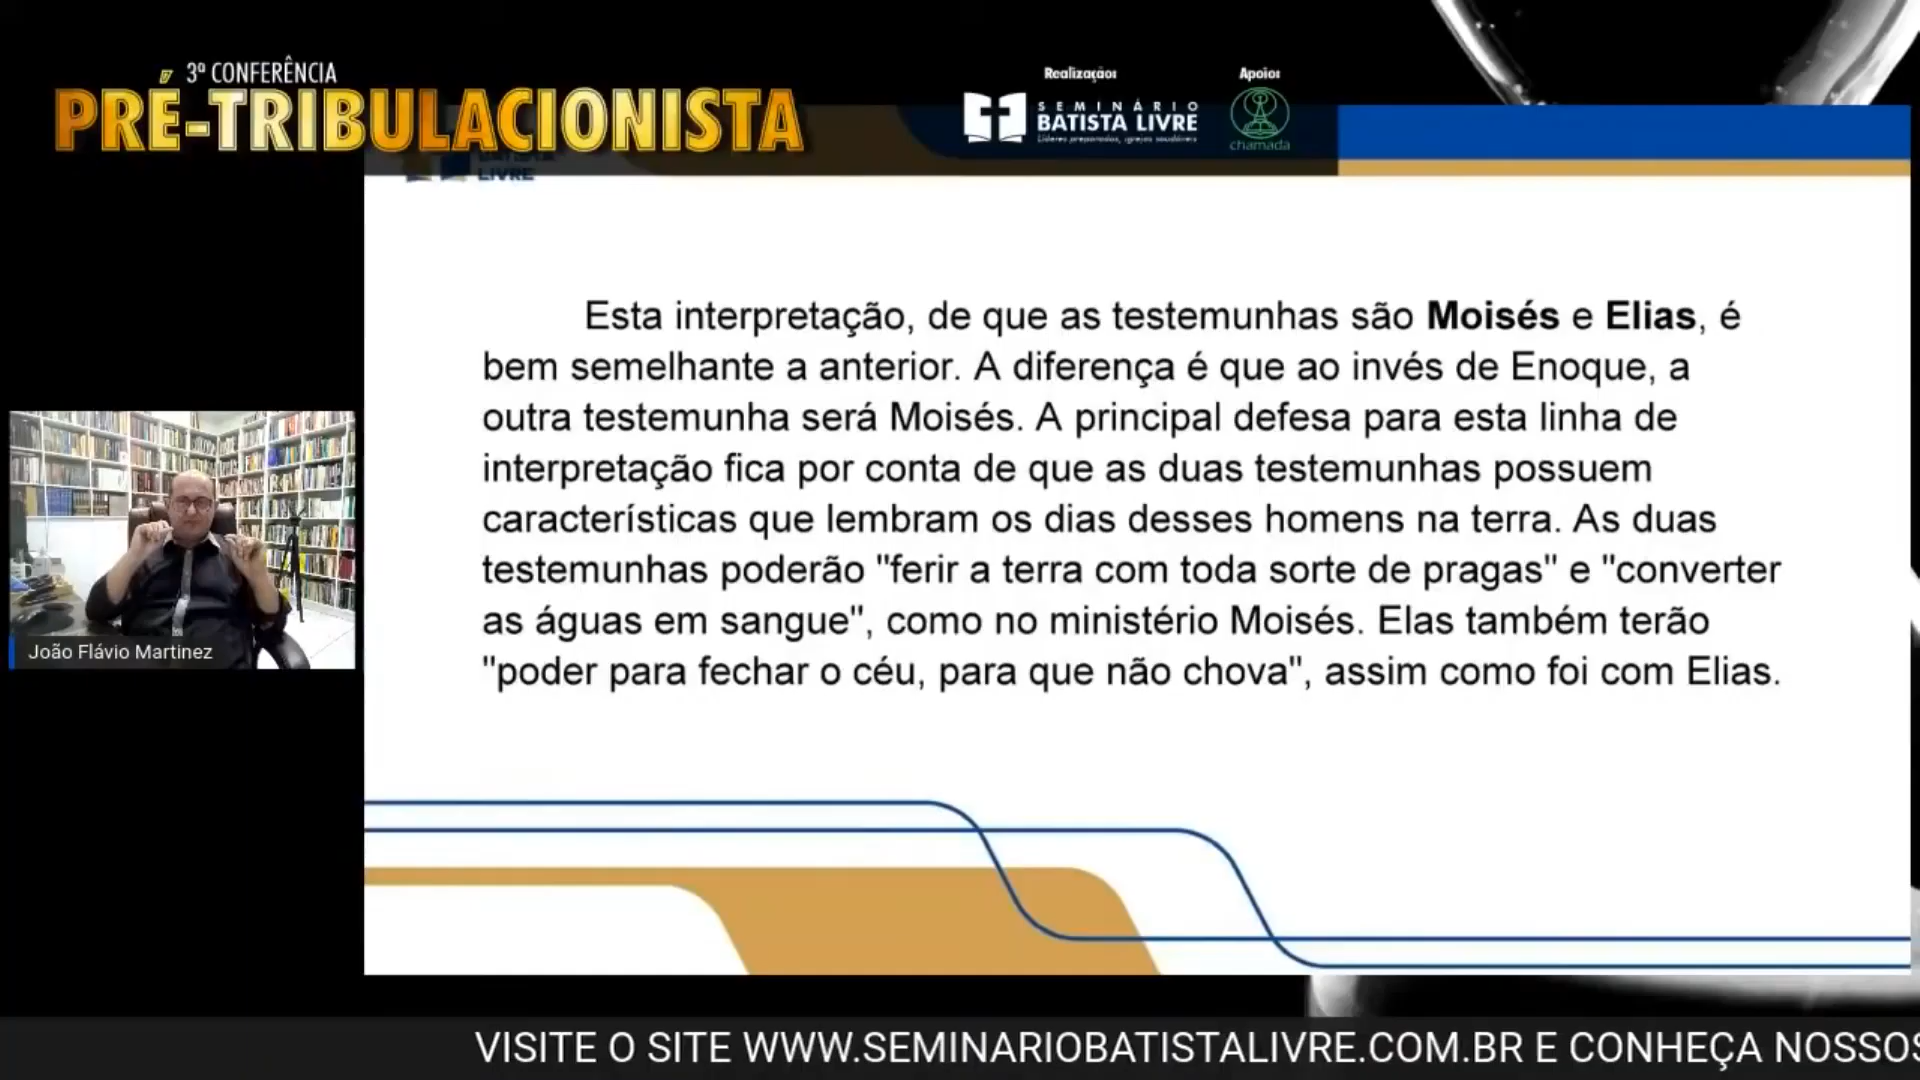 3ª CONFERÊNCIA
PRÉ-TRIBULACIONISTA
Realização:
SEMINÁRIO
BATISTA LIVRE
Líderes preparados, igrejas saudáveis
Apoio:
chamada
LIVRE
Esta interpretação, de que as testemunhas são Moisés e Elias, é
bem semelhante a anterior. A diferença é que ao invés de Enoque, a
outra testemunha será Moisés. A principal defesa para esta linha de
interpretação fica por conta de que as duas testemunhas possuem
características que lembram os dias desses homens na terra. As duas
testemunhas poderão "ferir a terra com toda sorte de pragas" e "converter
as águas em sangue", como no ministério Moisés. Elas também terão
"poder para fechar o céu, para que não chova", assim como foi com Elias.
João Flávio Martinez
VISITE O SITE WWW.SEMINARIOBATISTALIVRE.COM.BR E CONHEÇA NOSSOS